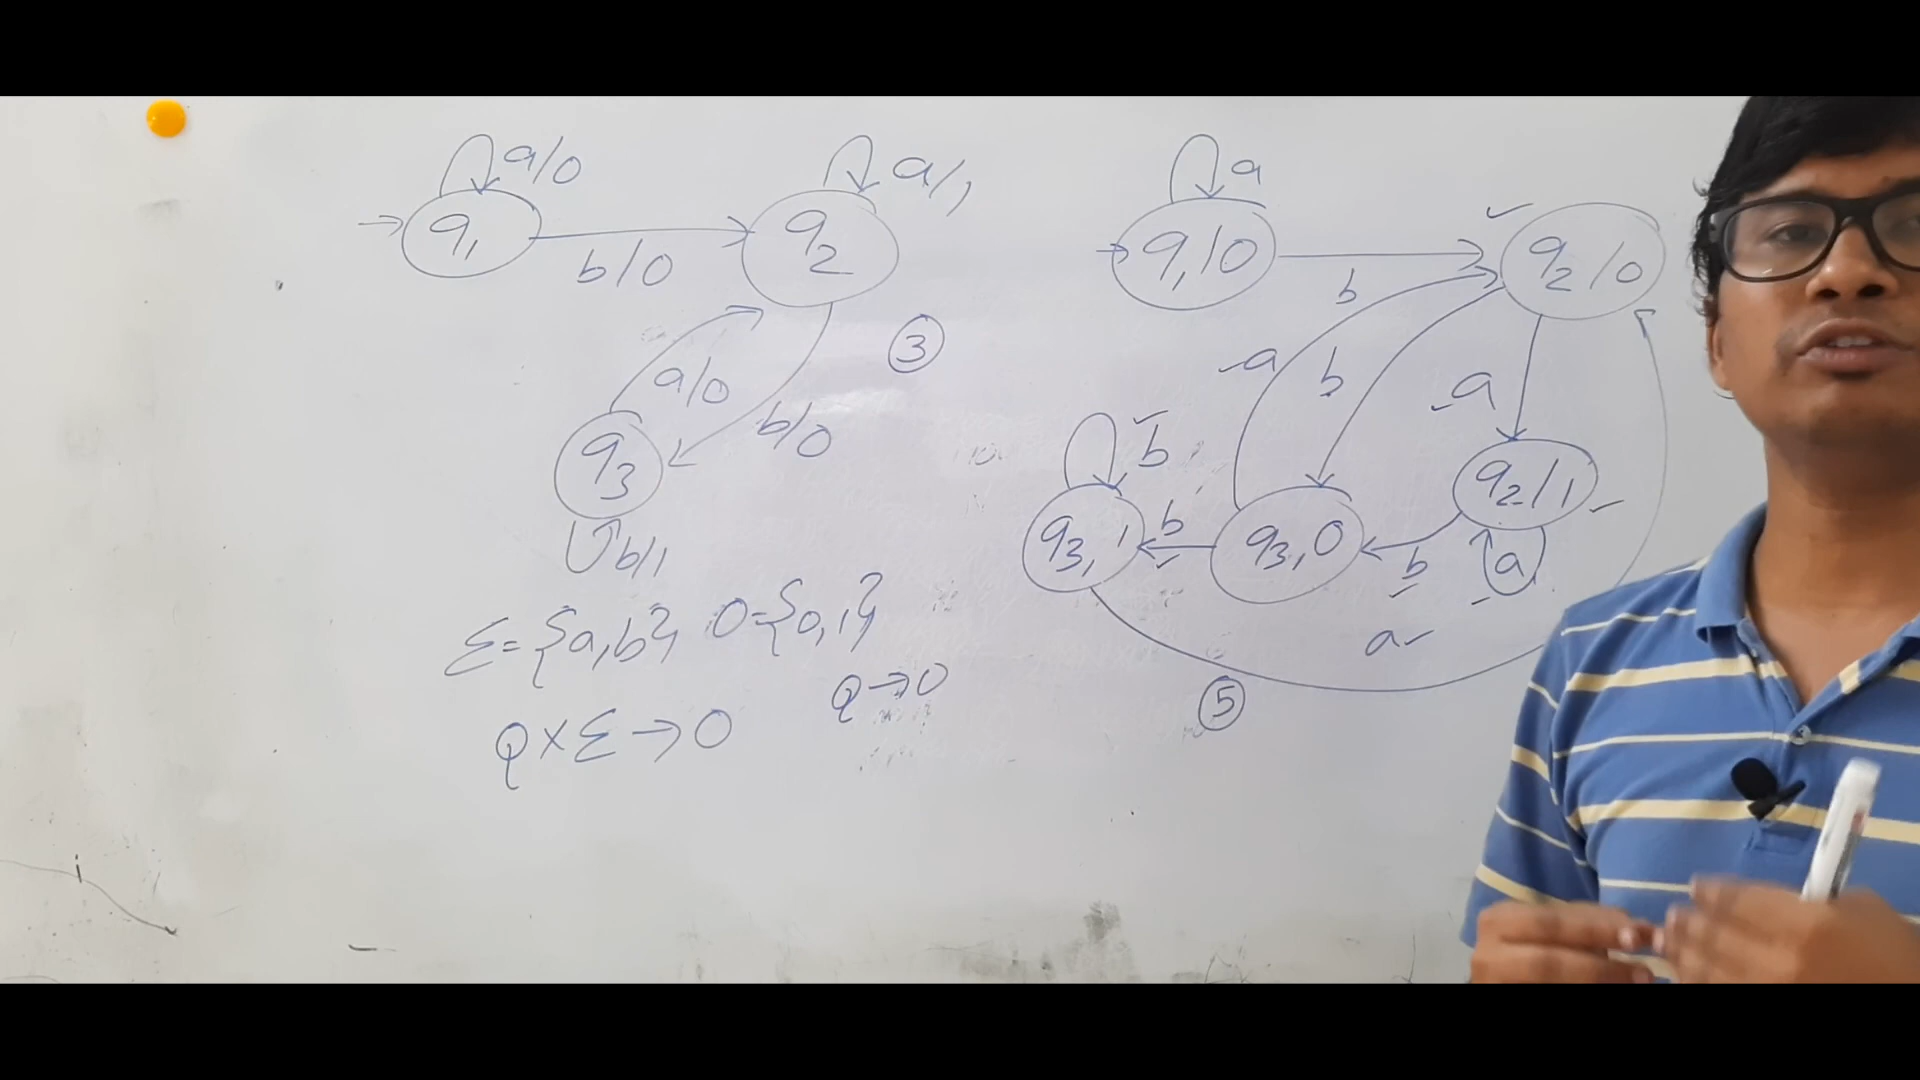 a/0
q1
b/0
a/1
q2
a/0
b/0
q3
b/1
3
Σ={a,b} O={0,1}
Q→O
Q×Σ→O
a
q1/0
b
q2/0
a
b
a
q2/1
a
b
q3,0
b
q3,1
b
a
5